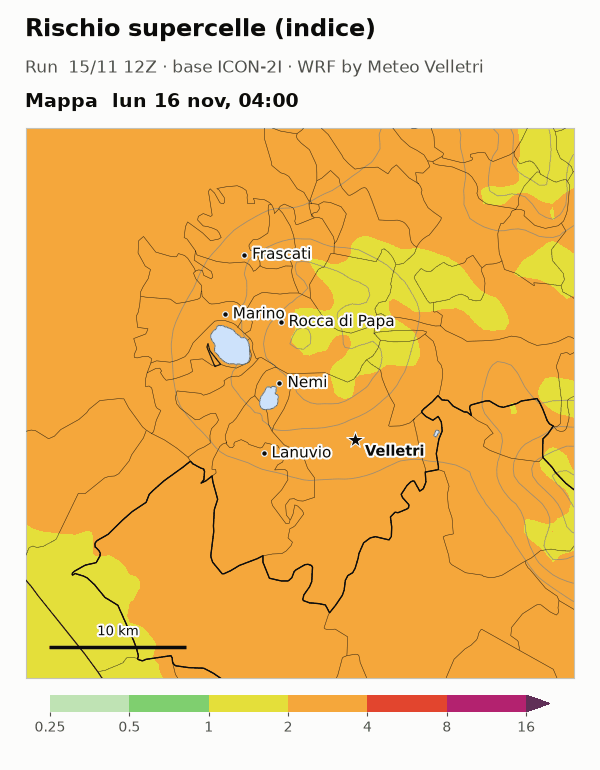 Rischio supercelle (indice)
Run  15/11 12Z · base ICON-2I · WRF by Meteo Velletri
Mappa  lun 16 nov, 04:00
Frascati
Marino
Rocca di Papa
Nemi
Velletri
Lanuvio
10 km
0.25 0.5 1 2 4 8 16